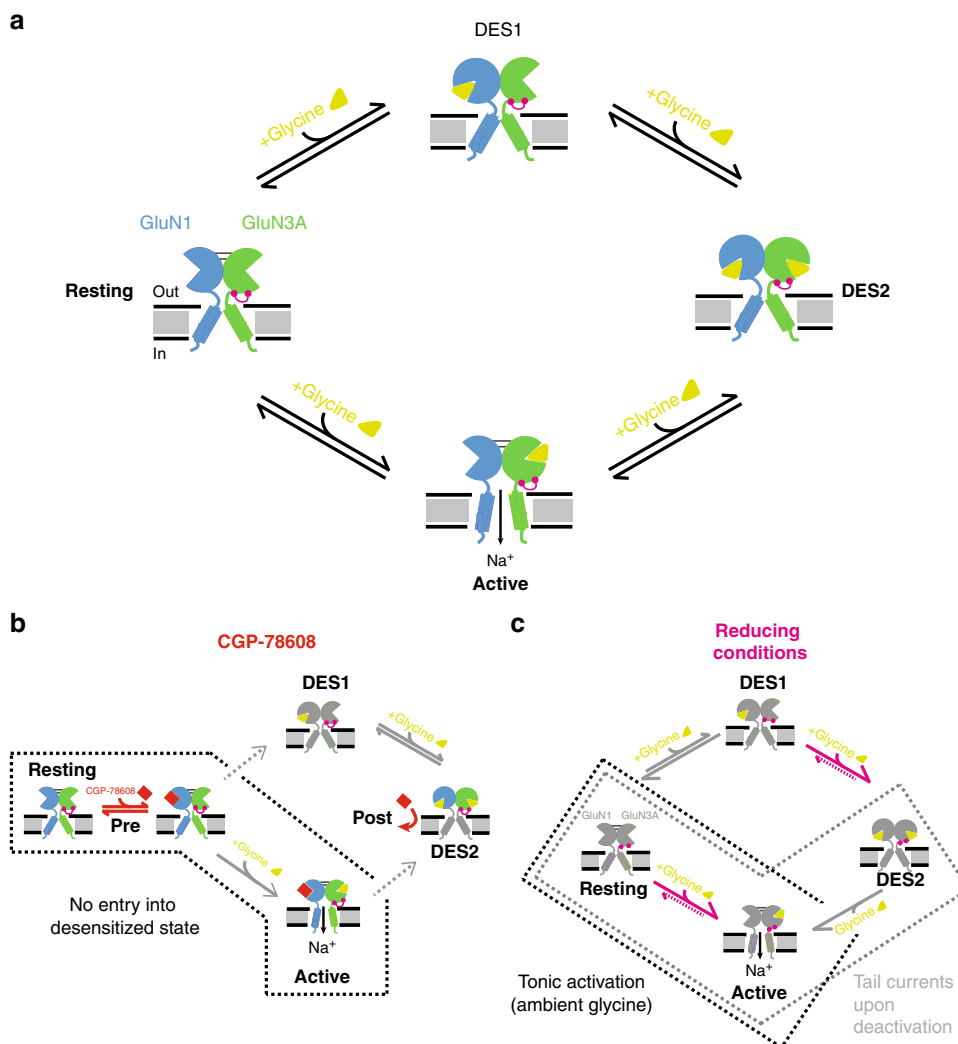 a
DES1
+Glycine
+Glycine
GluN1
GluN3A
Resting
Out
In
DES2
+Glycine
+Glycine
Na⁺
Active
b
CGP-78608
DES1
+Glycine
Resting
CGP-78608
Pre
Post
DES2
+Glycine
No entry into
desensitized state
Na⁺
Active
c
Reducing
conditions
DES1
+Glycine
+Glycine
GluN1
GluN3A
Resting
+Glycine
DES2
Glycine
Na⁺
Active
Tonic activation
(ambient glycine)
Tail currents
upon
deactivation